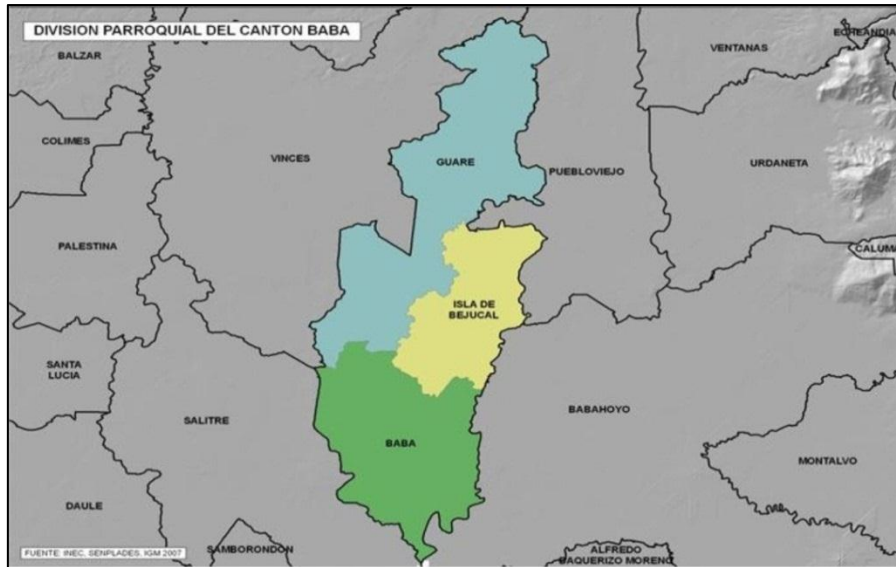 DIVISION PARROQUIAL DEL CANTON BABA
BALZAR
VENTANAS
ECHEANDIA
COLIMES
VINCES
GUARE
PUEBLOVIEJO
URDANETA
PALESTINA
CALUMA
ISLA DE
BEJUCAL
SANTA
LUCIA
SALITRE
BABAHOYO
BABA
MONTALVO
DAULE
SAMBORONDON
ALFREDO
BAQUERIZO MORENO
FUENTE: INEC, SENPLADES, IGM 2007